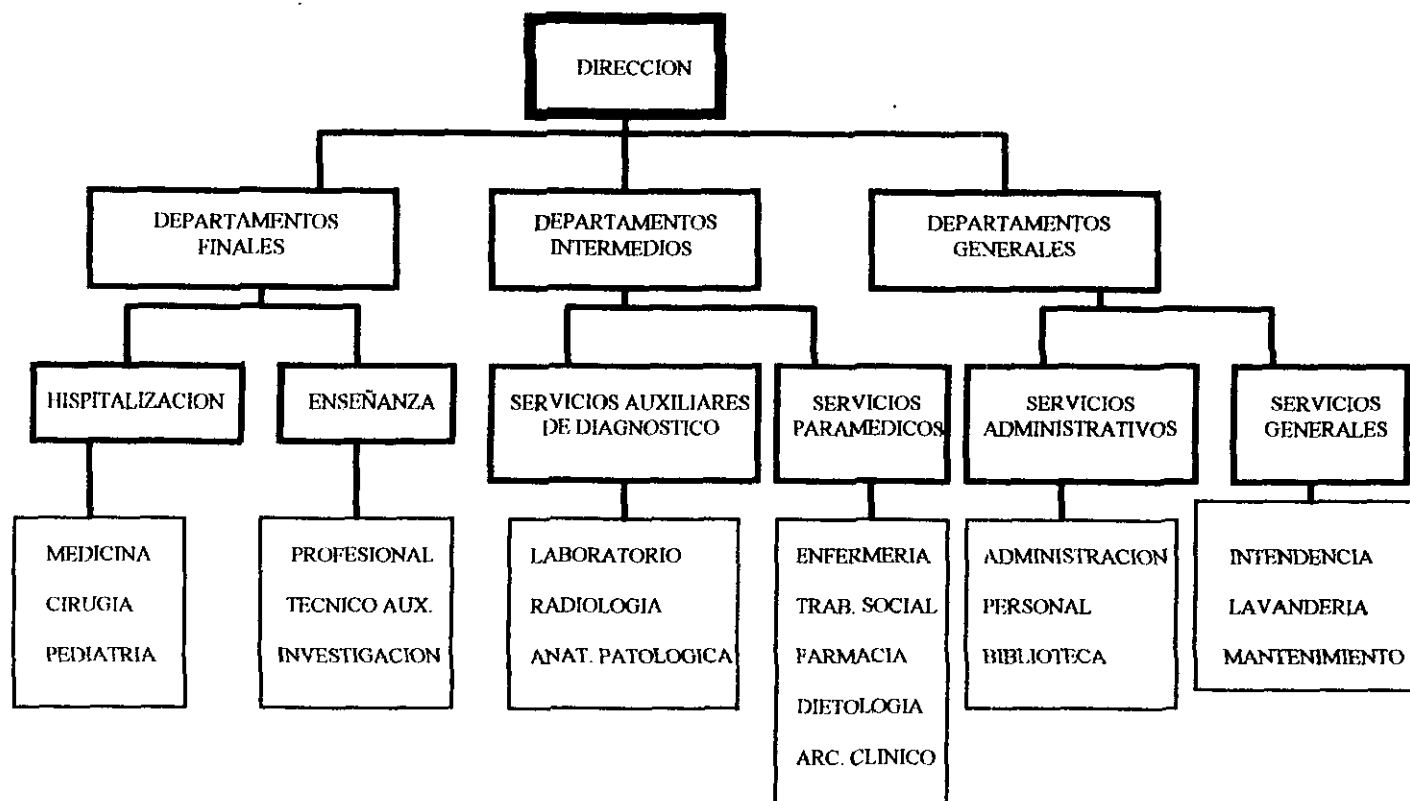 DIRECCION
DEPARTAMENTOS
FINALES
DEPARTAMENTOS
INTERMEDIOS
DEPARTAMENTOS
GENERALES
HISPITALIZACION
ENSEÑANZA
SERVICIOS AUXILIARES
DE DIAGNOSTICO
SERVICIOS
PARAMEDICOS
SERVICIOS
ADMINISTRATIVOS
SERVICIOS
GENERALES
MEDICINA
CIRUGIA
PEDIATRIA
PROFESIONAL
TECNICO AUX.
INVESTIGACION
LABORATORIO
RADIOLOGIA
ANAT. PATOLOGICA
ENFERMERIA
TRAB. SOCIAL
FARMACIA
DIETOLOGIA
ARC. CLINICO
ADMINISTRACION
PERSONAL
BIBLIOTECA
INTENDENCIA
LAVANDERIA
MANTENIMIENTO